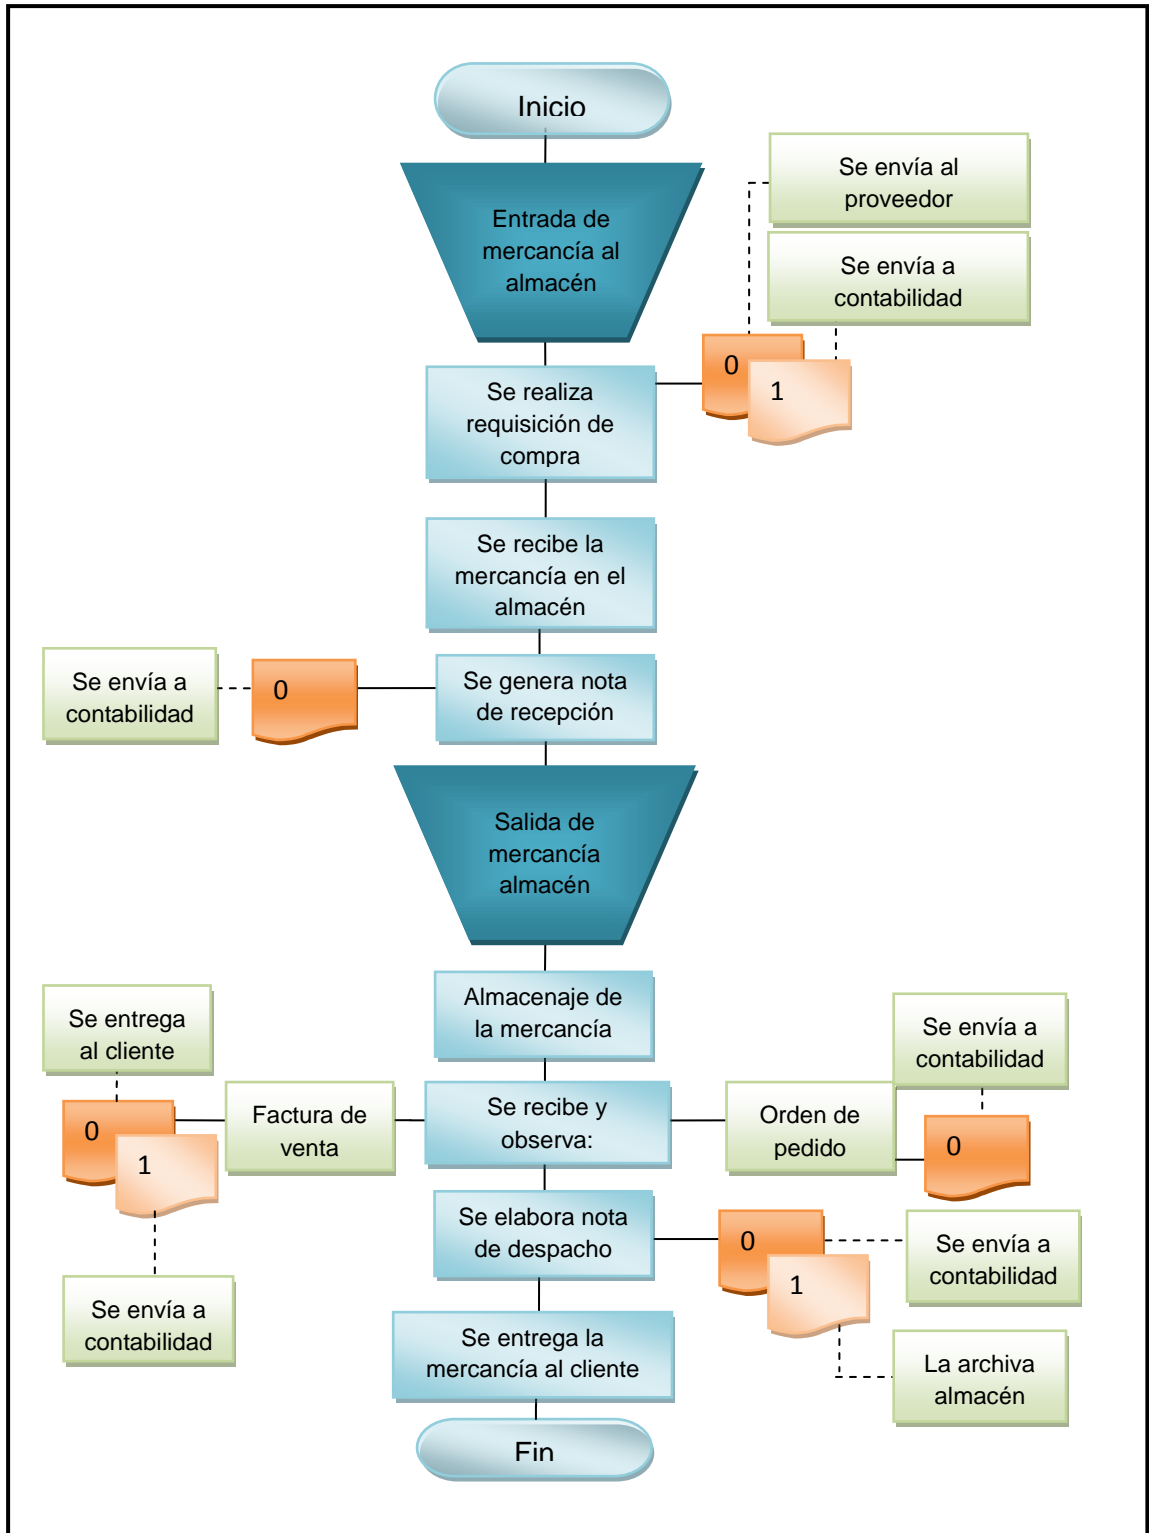 Inicio
Entrada de
mercancía al
almacén
Se envía al
proveedor
Se envía a
contabilidad
0
1
Se realiza
requisición de
compra
Se recibe la
mercancía en el
almacén
Se envía a
contabilidad
0
Se genera nota
de recepción
Salida de
mercancía
almacén
Almacenaje de
la mercancía
Se entrega
al cliente
0
1
Se envía a
contabilidad
Factura de
venta
Se recibe y
observa:
Orden de
pedido
Se envía a
contabilidad
0
Se elabora nota
de despacho
0
1
Se envía a
contabilidad
La archiva
almacén
Se entrega la
mercancía al cliente
Fin